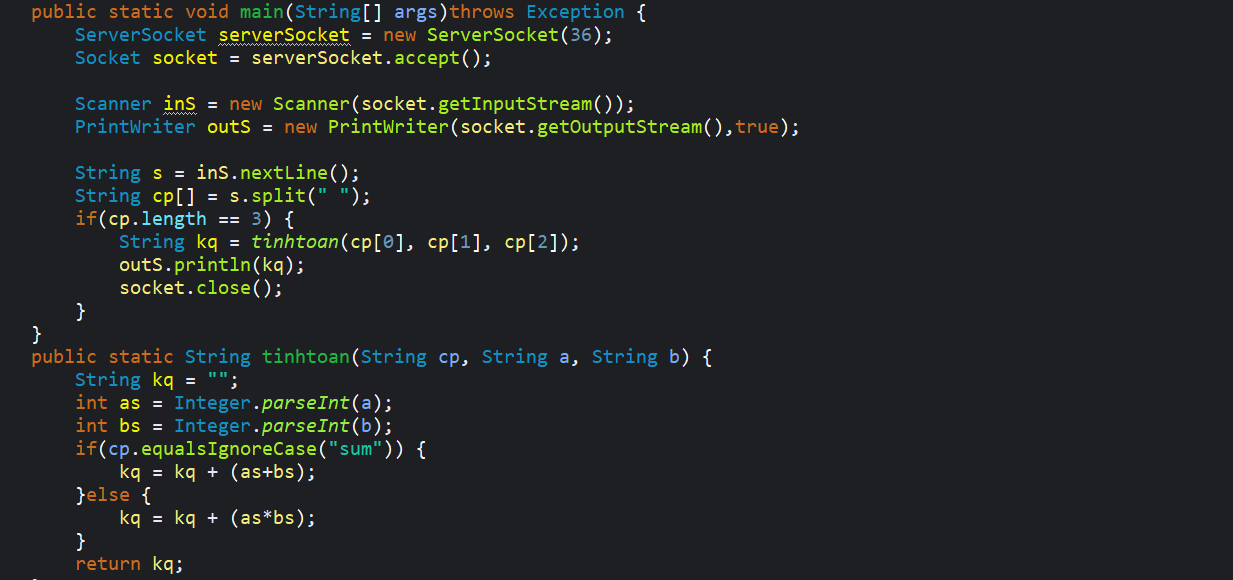 public static void main(String[] args)throws Exception {
ServerSocket serverSocket = new ServerSocket(36);
Socket socket = serverSocket.accept();
Scanner inS = new Scanner(socket.getInputStream());
PrintWriter outS = new PrintWriter(socket.getOutputStream(),true);
String s = inS.nextLine();
String cp[] = s.split(" ");
if(cp.length == 3) {
String kq = tinhtoan(cp[0], cp[1], cp[2]);
outS.println(kq);
socket.close();
}
}
public static String tinhtoan(String cp, String a, String b) {
String kq = "";
int as = Integer.parseInt(a);
int bs = Integer.parseInt(b);
if(cp.equalsIgnoreCase("sum")) {
kq = kq + (as+bs);
}else {
kq = kq + (as*bs);
}
return kq;